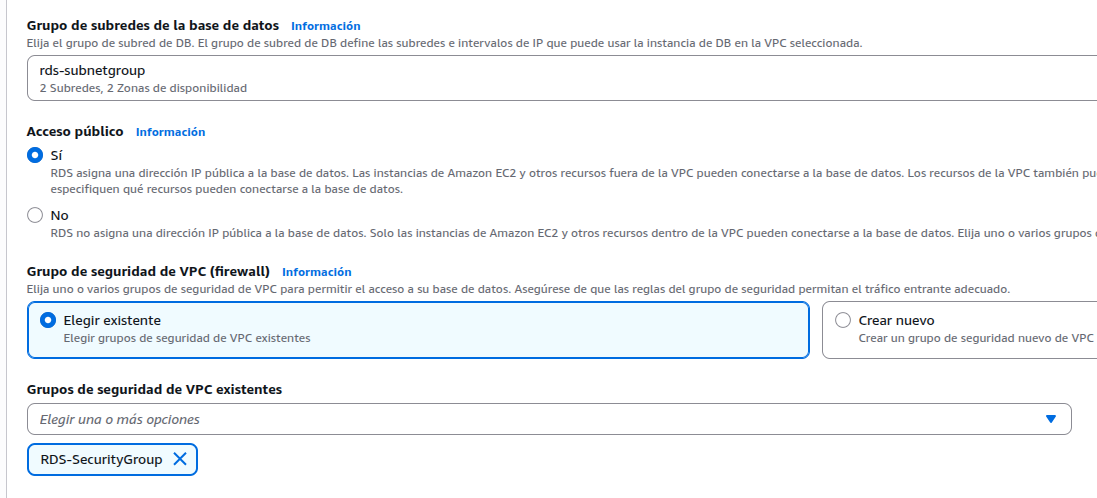 Grupo de subredes de la base de datos Información
Elija el grupo de subred de DB. El grupo de subred de DB define las subredes e intervalos de IP que puede usar la instancia de DB en la VPC seleccionada.
rds-subnetgroup
2 Subredes, 2 Zonas de disponibilidad
Acceso público Información
Sí
RDS asigna una dirección IP pública a la base de datos. Las instancias de Amazon EC2 y otros recursos fuera de la VPC pueden conectarse a la base de datos. Los recursos de la VPC también pu
especifiquen qué recursos pueden conectarse a la base de datos.
No
RDS no asigna una dirección IP pública a la base de datos. Solo las instancias de Amazon EC2 y otros recursos dentro de la VPC pueden conectarse a la base de datos. Elija uno o varios grupos
Grupo de seguridad de VPC (firewall) Información
Elija uno o varios grupos de seguridad de VPC para permitir el acceso a su base de datos. Asegúrese de que las reglas del grupo de seguridad permitan el tráfico entrante adecuado.
Elegir existente Crear nuevo
Elegir grupos de seguridad de VPC existentes Crear un grupo de seguridad nuevo de VPC
Grupos de seguridad de VPC existentes
Elegir una o más opciones
RDS-SecurityGroup